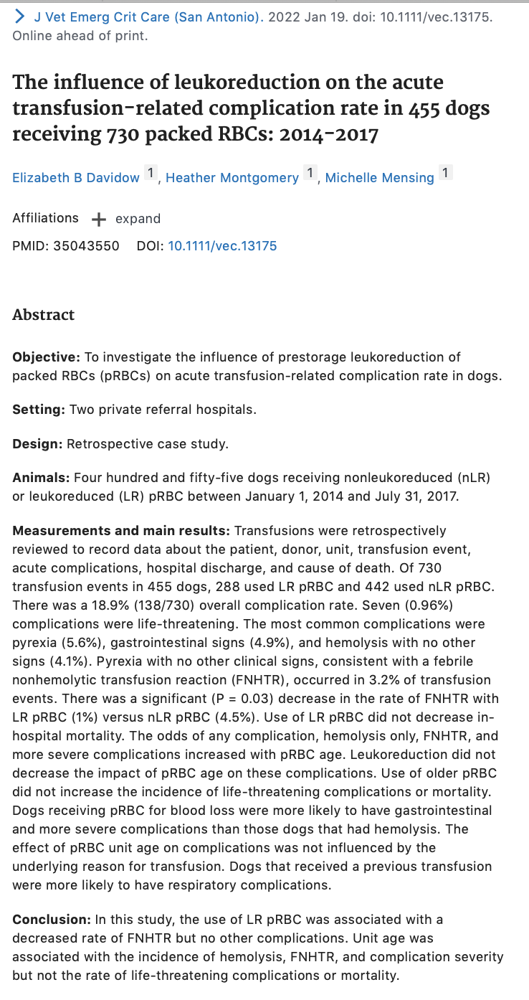 J Vet Emerg Crit Care (San Antonio). 2022 Jan 19. doi: 10.1111/vec.13175.
Online ahead of print.
The influence of leukoreduction on the acute
transfusion-related complication rate in 455 dogs
receiving 730 packed RBCs: 2014-2017
Elizabeth B Davidow 1, Heather Montgomery 1, Michelle Mensing 1
Affiliations + expand
PMID: 35043550 DOI: 10.1111/vec.13175
Abstract
Objective: To investigate the influence of prestorage leukoreduction of
packed RBCs (pRBCs) on acute transfusion-related complication rate in dogs.
Setting: Two private referral hospitals.
Design: Retrospective case study.
Animals: Four hundred and fifty-five dogs receiving nonleukoreduced (nLR)
or leukoreduced (LR) pRBC between January 1, 2014 and July 31, 2017.
Measurements and main results: Transfusions were retrospectively
reviewed to record data about the patient, donor, unit, transfusion event,
acute complications, hospital discharge, and cause of death. Of 730
transfusion events in 455 dogs, 288 used LR pRBC and 442 used nLR pRBC.
There was a 18.9% (138/730) overall complication rate. Seven (0.96%)
complications were life-threatening. The most common complications were
pyrexia (5.6%), gastrointestinal signs (4.9%), and hemolysis with no other
signs (4.1%). Pyrexia with no other clinical signs, consistent with a febrile
nonhemolytic transfusion reaction (FNHTR), occurred in 3.2% of transfusion
events. There was a significant (P = 0.03) decrease in the rate of FNHTR with
LR pRBC (1%) versus nLR pRBC (4.5%). Use of LR pRBC did not decrease in-
hospital mortality. The odds of any complication, hemolysis only, FNHTR, and
more severe complications increased with pRBC age. Leukoreduction did not
decrease the impact of pRBC age on these complications. Use of older pRBC
did not increase the incidence of life-threatening complications or mortality.
Dogs receiving pRBC for blood loss were more likely to have gastrointestinal
and more severe complications than those dogs that had hemolysis. The
effect of pRBC unit age on complications was not influenced by the
underlying reason for transfusion. Dogs that received a previous transfusion
were more likely to have respiratory complications.
Conclusion: In this study, the use of LR pRBC was associated with a
decreased rate of FNHTR but no other complications. Unit age was
associated with the incidence of hemolysis, FNHTR, and complication severity
but not the rate of life-threatening complications or mortality.